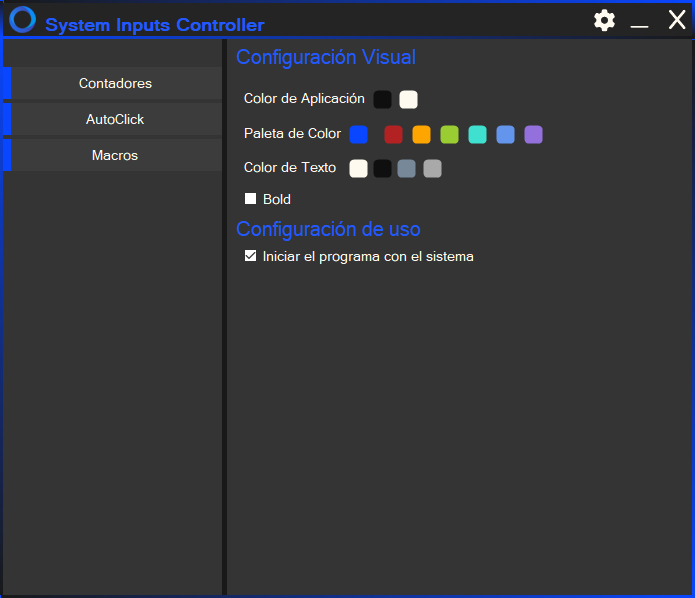 System Inputs Controller
Contadores
AutoClick
Macros
Configuración Visual
Color de Aplicación
Paleta de Color
Color de Texto
Bold
Configuración de uso
Iniciar el programa con el sistema